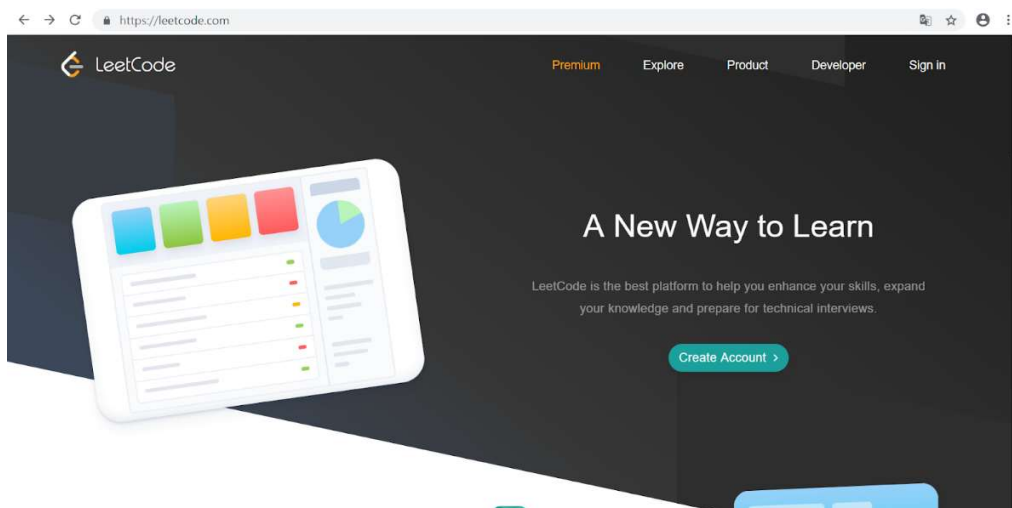 https://leetcode.com
LeetCode
Premium Explore Product Developer Sign in
A New Way to Learn
LeetCode is the best platform to help you enhance your skills, expand
your knowledge and prepare for technical interviews.
Create Account >